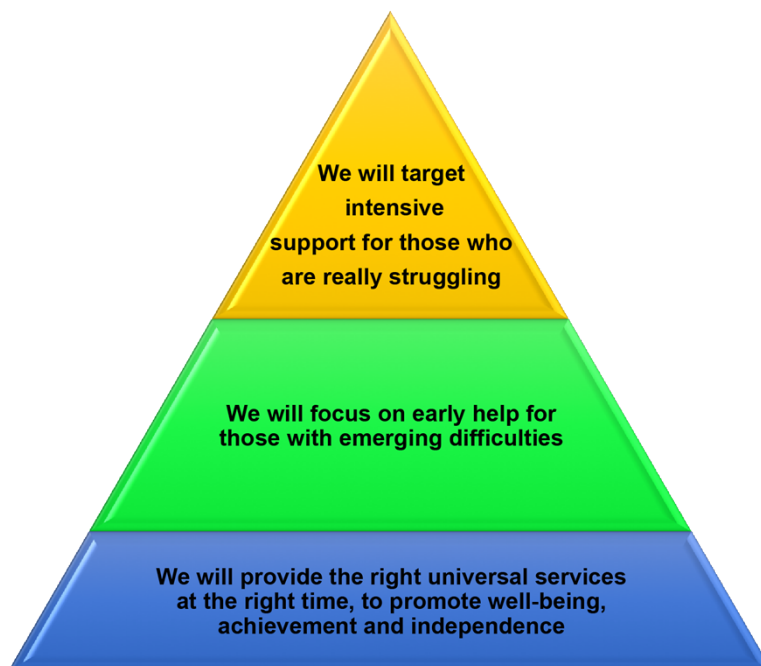 We will target
intensive
support for those who
are really struggling
We will focus on early help for
those with emerging difficulties
We will provide the right universal services
at the right time, to promote well-being,
achievement and independence